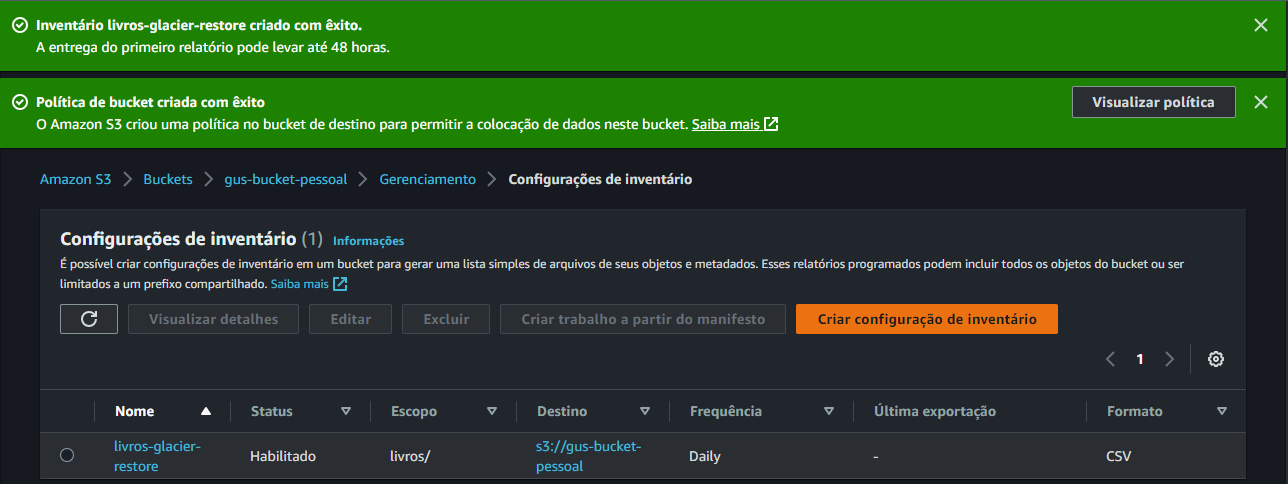 Inventário livros-glacier-restore criado com êxito.
A entrega do primeiro relatório pode levar até 48 horas.
Política de bucket criada com êxito
O Amazon S3 criou uma política no bucket de destino para permitir a colocação de dados neste bucket. Saiba mais
Visualizar política
Amazon S3 > Buckets > gus-bucket-pessoal > Gerenciamento > Configurações de inventário
Configurações de inventário (1) Informações
É possível criar configurações de inventário em um bucket para gerar uma lista simples de arquivos de seus objetos e metadados. Esses relatórios programados podem incluir todos os objetos do bucket ou ser
limitados a um prefixo compartilhado. Saiba mais
Visualizar detalhes Editar Excluir Criar trabalho a partir do manifesto Criar configuração de inventário
1
Nome Status Escopo Destino Frequência Última exportação Formato
livros-glacier-
restore
Habilitado
livros/
s3://gus-bucket-
pessoal
Daily
-
CSV